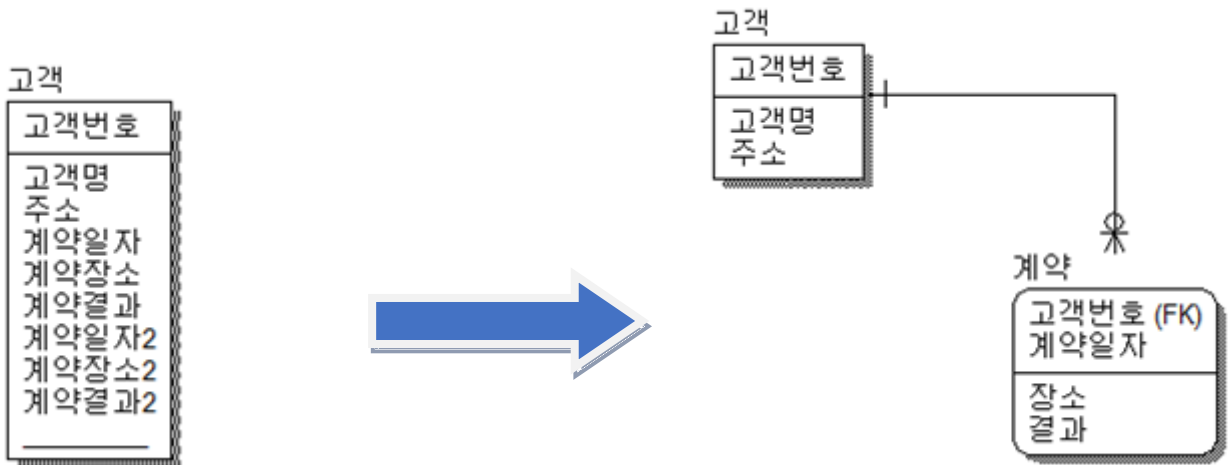 고객
고객번호
고객명
주소
계약일자
계약장소
계약결과
계약일자2
계약장소2
계약결과2
고객
고객번호
고객명
주소
계약
고객번호 (FK)
계약일자
장소
결과